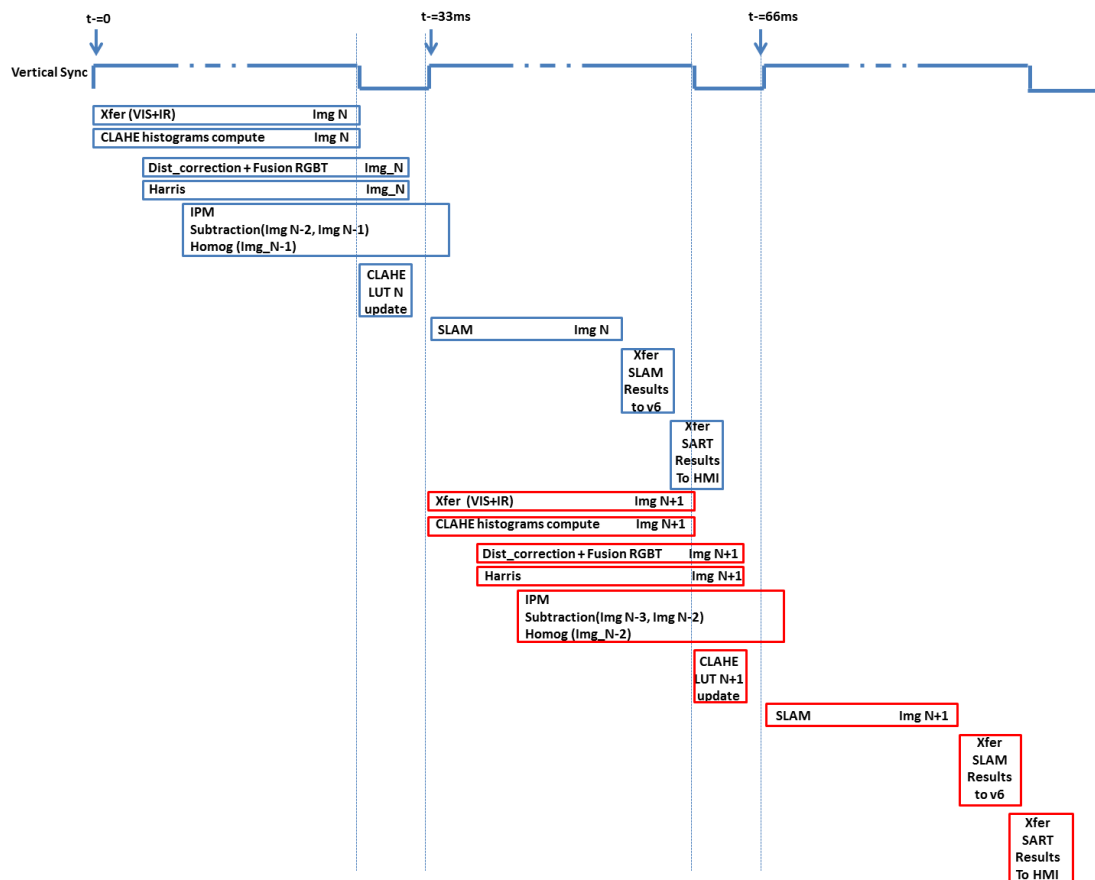 t-=0 t-=33ms t-=66ms
Vertical Sync
Xfer (VIS+IR) Img N
CLAHE histograms compute Img N
Dist_correction + Fusion RGBT Img_N
Harris Img_N
IPM
Subtraction(Img N-2, Img N-1)
Homog (Img_N-1)
CLAHE
LUT N
update
SLAM Img N
Xfer
SLAM
Results
to v6
Xfer
SART
Results
To HMI
Xfer (VIS+IR) Img N+1
CLAHE histograms compute Img N+1
Dist_correction + Fusion RGBT Img N+1
Harris Img N+1
IPM
Subtraction(Img N-3, Img N-2)
Homog (Img_N-2)
CLAHE
LUT N+1
update
SLAM Img N+1
Xfer
SLAM
Results
to v6
Xfer
SART
Results
To HMI